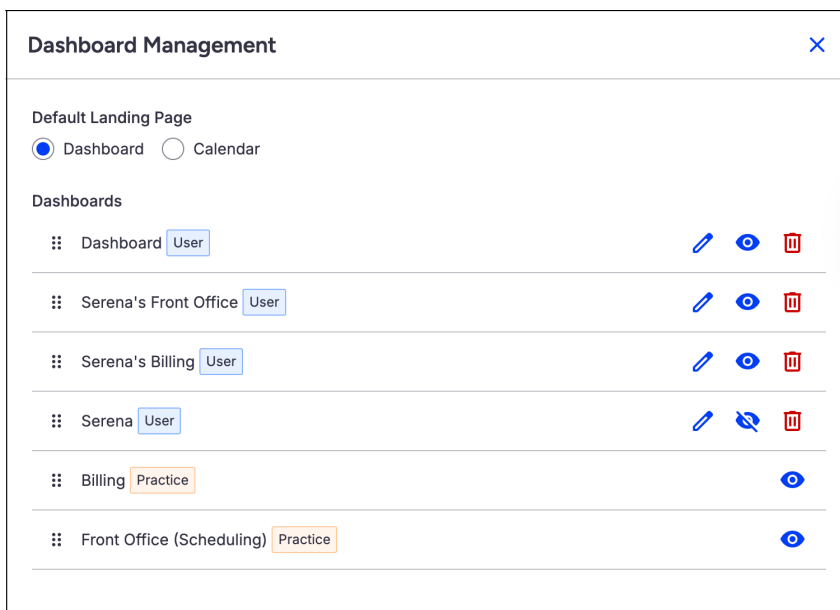 Dashboard Management
Default Landing Page
Dashboard Calendar
Dashboards
Dashboard User
Serena's Front Office User
Serena's Billing User
Serena User
Billing Practice
Front Office (Scheduling) Practice